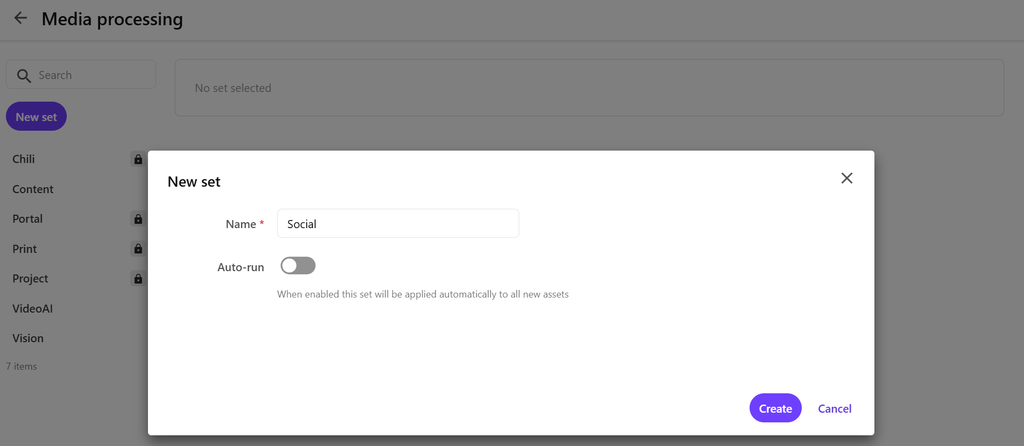 Media processing
Search
No set selected
New set
Chili
Content
Portal
Print
Project
VideoAI
Vision
7 items
New set
Name *
Social
Auto-run
When enabled this set will be applied automatically to all new assets
Create
Cancel